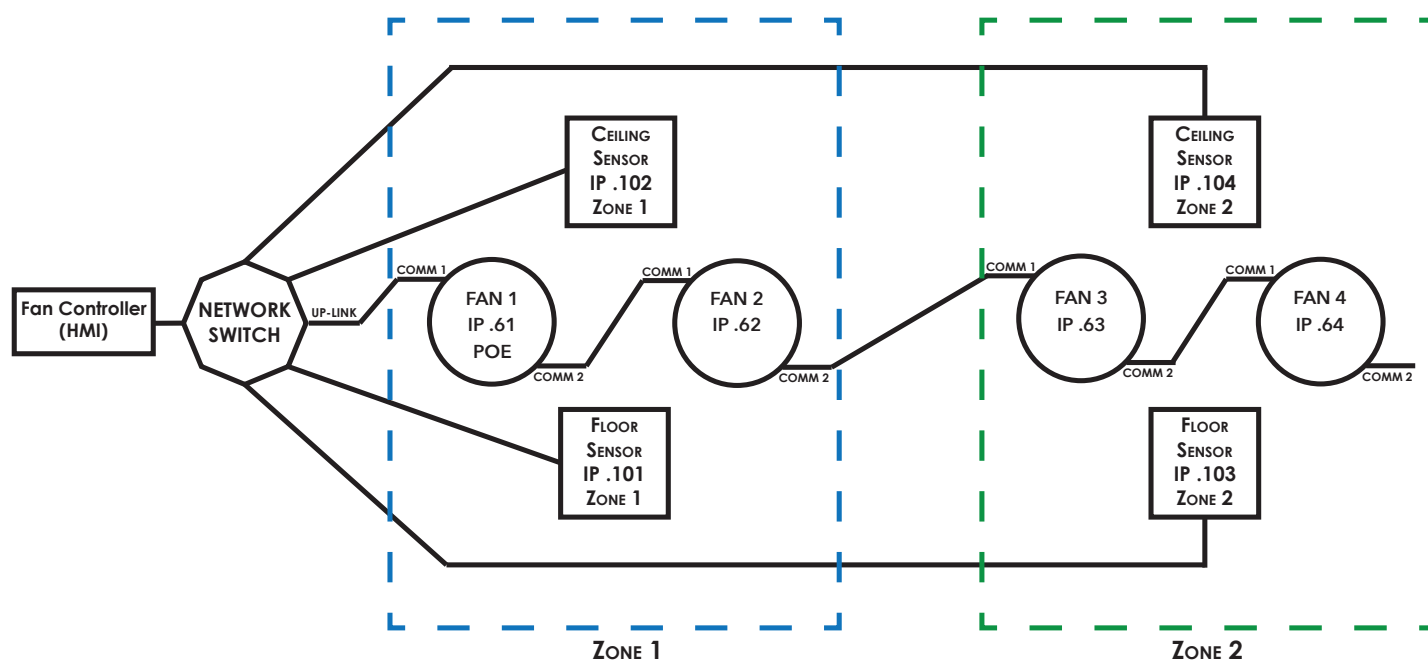 Ceiling
Sensor
IP .102
Zone 1
Ceiling
Sensor
IP .104
Zone 2
Fan Controller
(HMI)
NETWORK
SWITCH
UP-LINK
COMM 1
FAN 1
IP .61
POE
COMM 2
COMM 1
FAN 2
IP .62
COMM 2
COMM 1
FAN 3
IP .63
COMM 2
COMM 1
FAN 4
IP .64
COMM 2
Floor
Sensor
IP .101
Zone 1
Floor
Sensor
IP .103
Zone 2
Zone 1
Zone 2